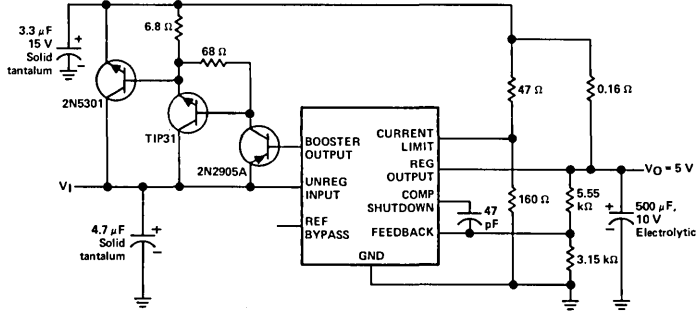 3.3 µF
15 V
Solid
tantalum
+
−
6.8 Ω
68 Ω
2N5301
TIP31
2N2905A
47 Ω
0.16 Ω
BOOSTER
OUTPUT
CURRENT
LIMIT
REG
OUTPUT
VO = 5 V
VI
UNREG
INPUT
COMP
SHUTDOWN
160 Ω
5.55
kΩ
+
−
500 µF,
10 V
Electrolytic
47
pF
REF
BYPASS
FEEDBACK
4.7 µF
Solid
tantalum
+
−
GND
3.15 kΩ